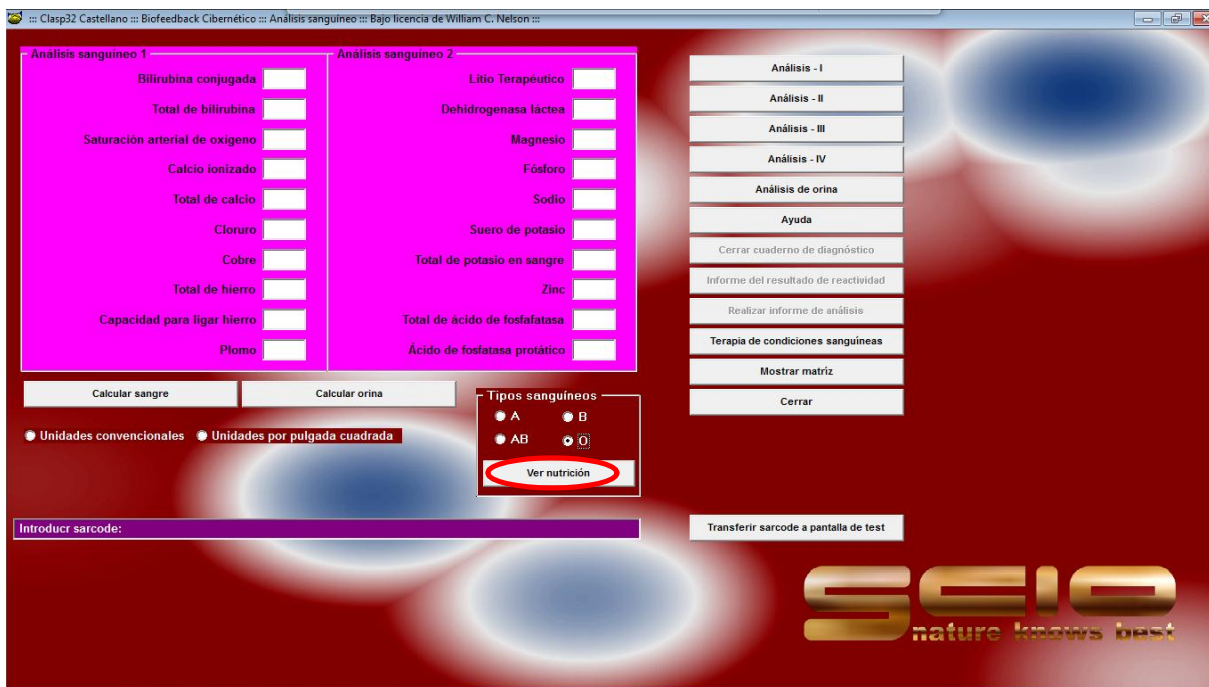 ::: Clasp32 Castellano ::: Biofeedback Cibernético ::: Análisis sanguíneo ::: Bajo licencia de William C. Nelson :::
Análisis sanguíneo 1
Bilirubina conjugada
Total de bilirubina
Saturación arterial de oxígeno
Calcio ionizado
Total de calcio
Cloruro
Cobre
Total de hierro
Capacidad para ligar hierro
Plomo
Análisis sanguíneo 2
Litio Terapéutico
Dehidrogenasa láctea
Magnesio
Fósforo
Sodio
Suero de potasio
Total de potasio en sangre
Zinc
Total de ácido de fosfafatasa
Ácido de fosfatasa protático
Calcular sangre
Calcular orina
Unidades convencionales
Unidades por pulgada cuadrada
Tipos sanguíneos
A
B
AB
O
Ver nutrición
Introducr sarcode:
Análisis - I
Análisis - II
Análisis - III
Análisis - IV
Análisis de orina
Ayuda
Cerrar cuaderno de diagnóstico
Informe del resultado de reactividad
Realizar informe de análisis
Terapia de condiciones sanguíneas
Mostrar matríz
Cerrar
Transferir sarcode a pantalla de test
SCIO
nature knows best